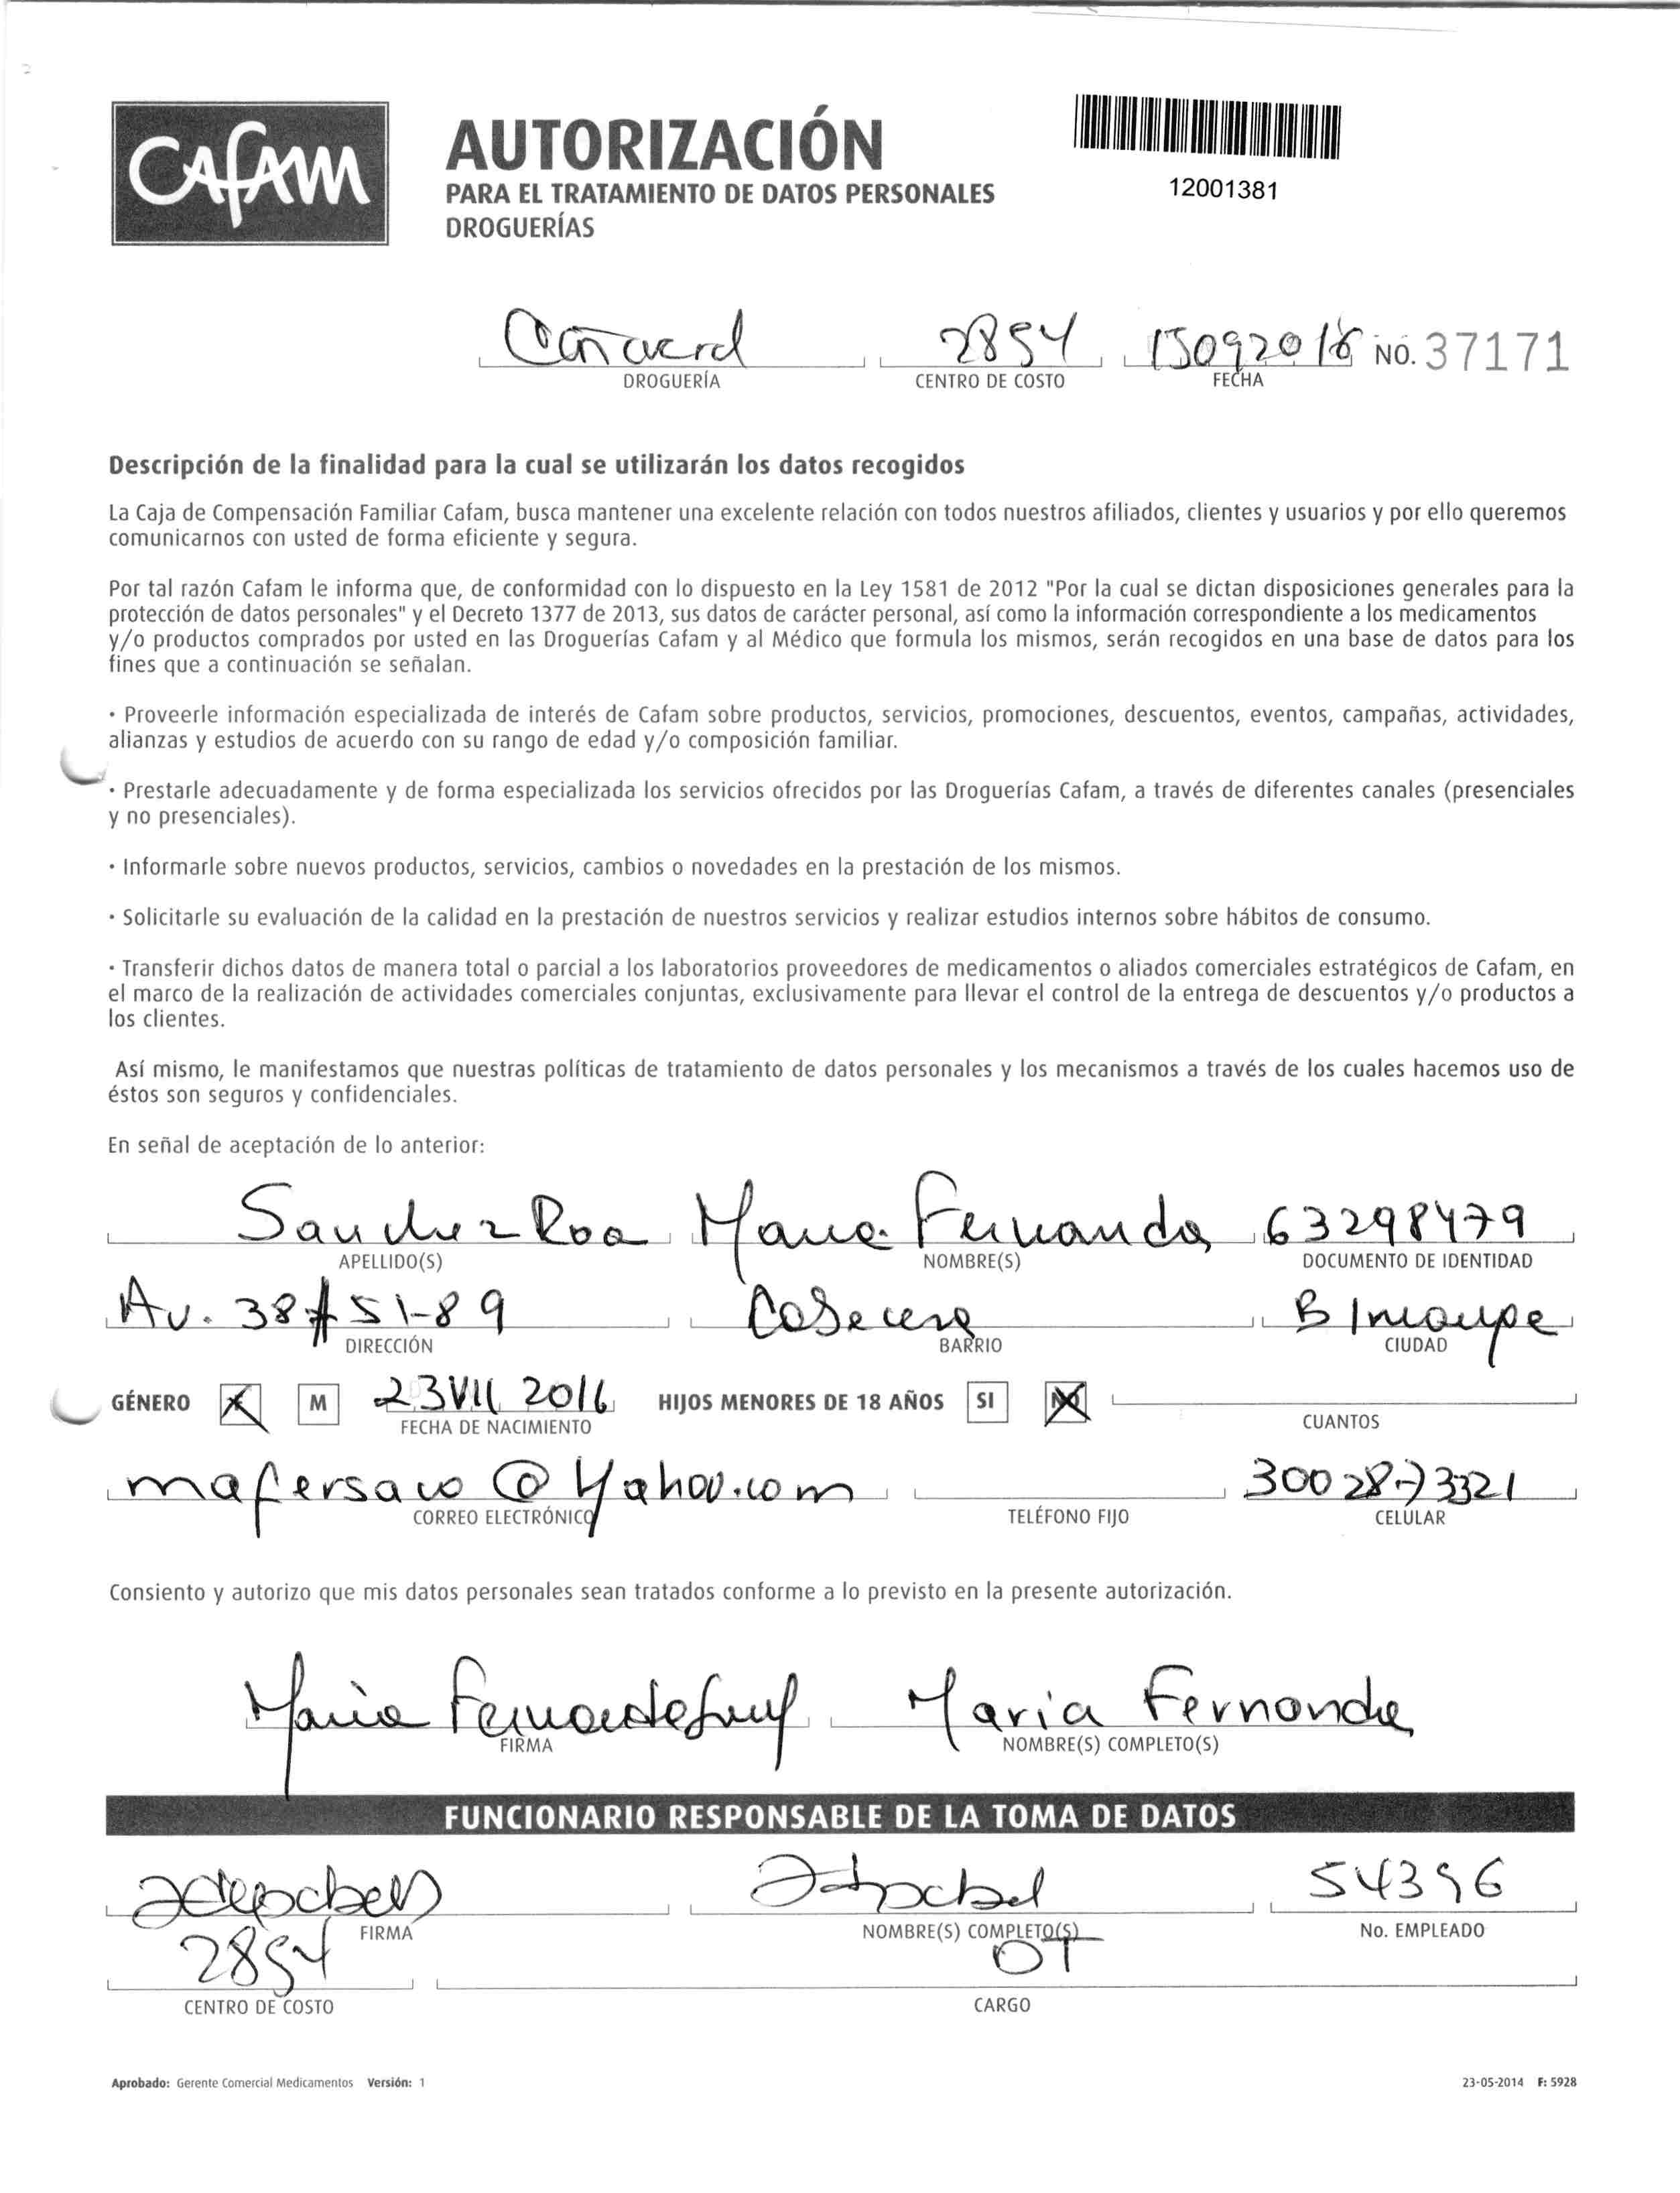 CAFAM
AUTORIZACIÓN
PARA EL TRATAMIENTO DE DATOS PERSONALES
DROGUERÍAS
12001381
Cañaveral 2854 15092016 NO. 37171
DROGUERÍA CENTRO DE COSTO FECHA
Descripción de la finalidad para la cual se utilizarán los datos recogidos
La Caja de Compensación Familiar Cafam, busca mantener una excelente relación con todos nuestros afiliados, clientes y usuarios y por ello queremos
comunicarnos con usted de forma eficiente y segura.
Por tal razón Cafam le informa que, de conformidad con lo dispuesto en la Ley 1581 de 2012 "Por la cual se dictan disposiciones generales para la
protección de datos personales" y el Decreto 1377 de 2013, sus datos de carácter personal, así como la información correspondiente a los medicamentos
y/o productos comprados por usted en las Droguerías Cafam y al Médico que formula los mismos, serán recogidos en una base de datos para los
fines que a continuación se señalan.
· Proveerle información especializada de interés de Cafam sobre productos, servicios, promociones, descuentos, eventos, campañas, actividades,
alianzas y estudios de acuerdo con su rango de edad y/o composición familiar.
· Prestarle adecuadamente y de forma especializada los servicios ofrecidos por las Droguerías Cafam, a través de diferentes canales (presenciales
y no presenciales).
· Informarle sobre nuevos productos, servicios, cambios o novedades en la prestación de los mismos.
· Solicitarle su evaluación de la calidad en la prestación de nuestros servicios y realizar estudios internos sobre hábitos de consumo.
· Transferir dichos datos de manera total o parcial a los laboratorios proveedores de medicamentos o aliados comerciales estratégicos de Cafam, en
el marco de la realización de actividades comerciales conjuntas, exclusivamente para llevar el control de la entrega de descuentos y/o productos a
los clientes.
Así mismo, le manifestamos que nuestras políticas de tratamiento de datos personales y los mecanismos a través de los cuales hacemos uso de
éstos son seguros y confidenciales.
En señal de aceptación de lo anterior:
Sanchez Roa Maria Fernanda 63298479
APELLIDO(S) NOMBRE(S) DOCUMENTO DE IDENTIDAD
Av. 38 # 51-89
DIRECCIÓN BARRIO CIUDAD
GÉNERO F M 23 VII 2016 HIJOS MENORES DE 18 AÑOS SI NO
FECHA DE NACIMIENTO CUANTOS
mafersaro@Yahoo.com 3002873321
CORREO ELECTRÓNICO TELÉFONO FIJO CELULAR
Consiento y autorizo que mis datos personales sean tratados conforme a lo previsto en la presente autorización.
Maria Fernanda Maria Fernanda
FIRMA NOMBRE(S) COMPLETO(S)
FUNCIONARIO RESPONSABLE DE LA TOMA DE DATOS
54396
FIRMA NOMBRE(S) COMPLETO(S) No. EMPLEADO
2854 OT
CENTRO DE COSTO CARGO
Aprobado: Gerente Comercial Medicamentos Versión: 1 23-05-2014 F: 5928